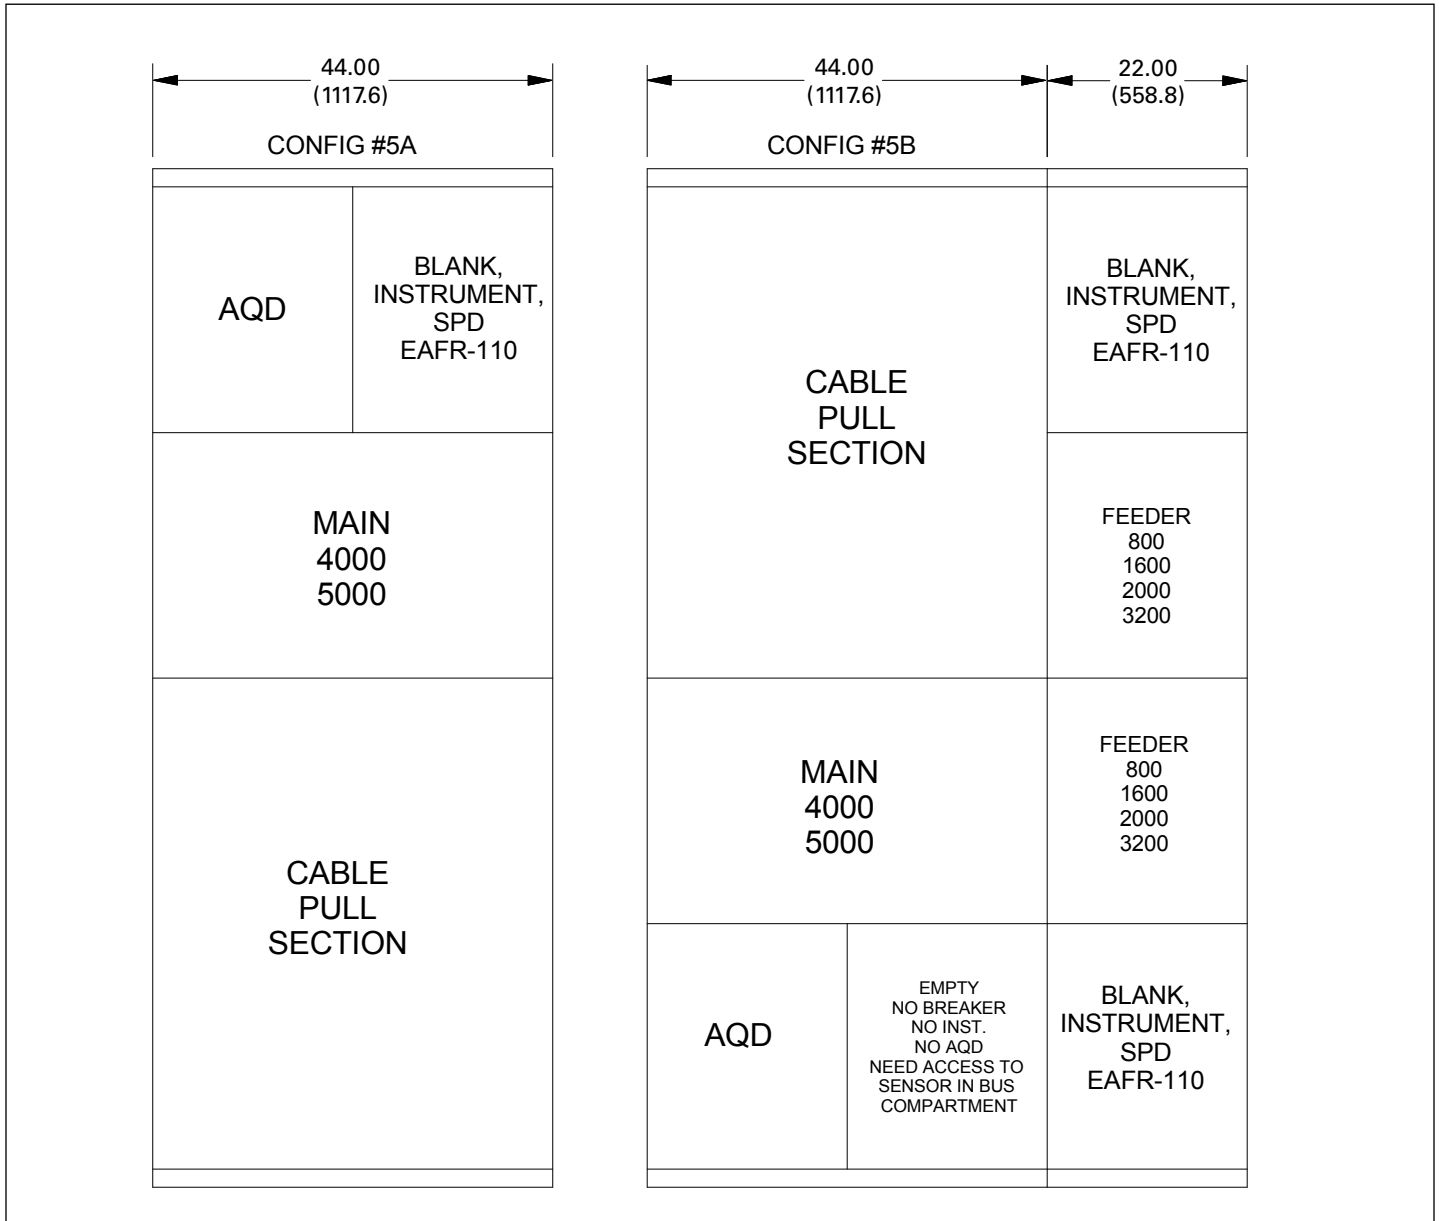 44.00
(1117.6)
CONFIG #5A
AQD
BLANK,
INSTRUMENT,
SPD
EAFR-110
MAIN
4000
5000
CABLE
PULL
SECTION
44.00
(1117.6)
22.00
(558.8)
CONFIG #5B
CABLE
PULL
SECTION
BLANK,
INSTRUMENT,
SPD
EAFR-110
FEEDER
800
1600
2000
3200
MAIN
4000
5000
FEEDER
800
1600
2000
3200
AQD
EMPTY
NO BREAKER
NO INST.
NO AQD
NEED ACCESS TO
SENSOR IN BUS
COMPARTMENT
BLANK,
INSTRUMENT,
SPD
EAFR-110